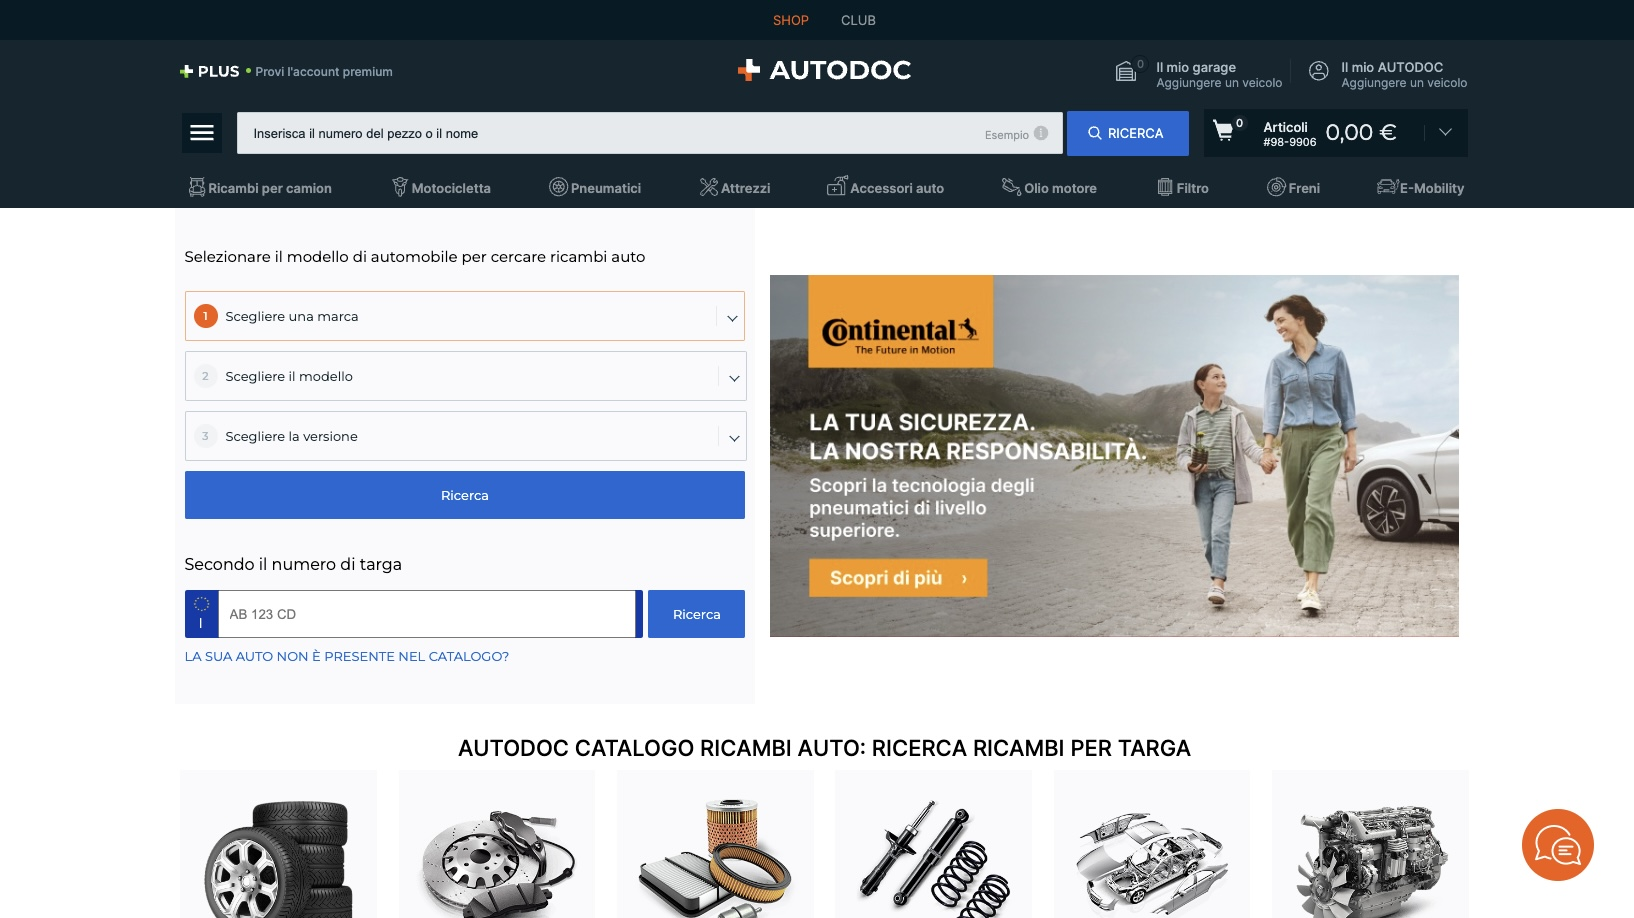 SHOP
CLUB
PLUS • Provi l'account premium
AUTODOC
0
Il mio garage
Aggiungere un veicolo
Il mio AUTODOC
Aggiungere un veicolo
Inserisca il numero del pezzo o il nome
Esempio i
RICERCA
0
Articoli
#98-9906
0,00 €
Ricambi per camion
Motocicletta
Pneumatici
Attrezzi
Accessori auto
Olio motore
Filtro
Freni
E-Mobility
Selezionare il modello di automobile per cercare ricambi auto
1 Scegliere una marca
2 Scegliere il modello
3 Scegliere la versione
Ricerca
Secondo il numero di targa
I
AB 123 CD
Ricerca
LA SUA AUTO NON È PRESENTE NEL CATALOGO?
Continental
The Future in Motion
LA TUA SICUREZZA.
LA NOSTRA RESPONSABILITÀ.
Scopri la tecnologia degli
pneumatici di livello
superiore.
Scopri di più ›
AUTODOC CATALOGO RICAMBI AUTO: RICERCA RICAMBI PER TARGA